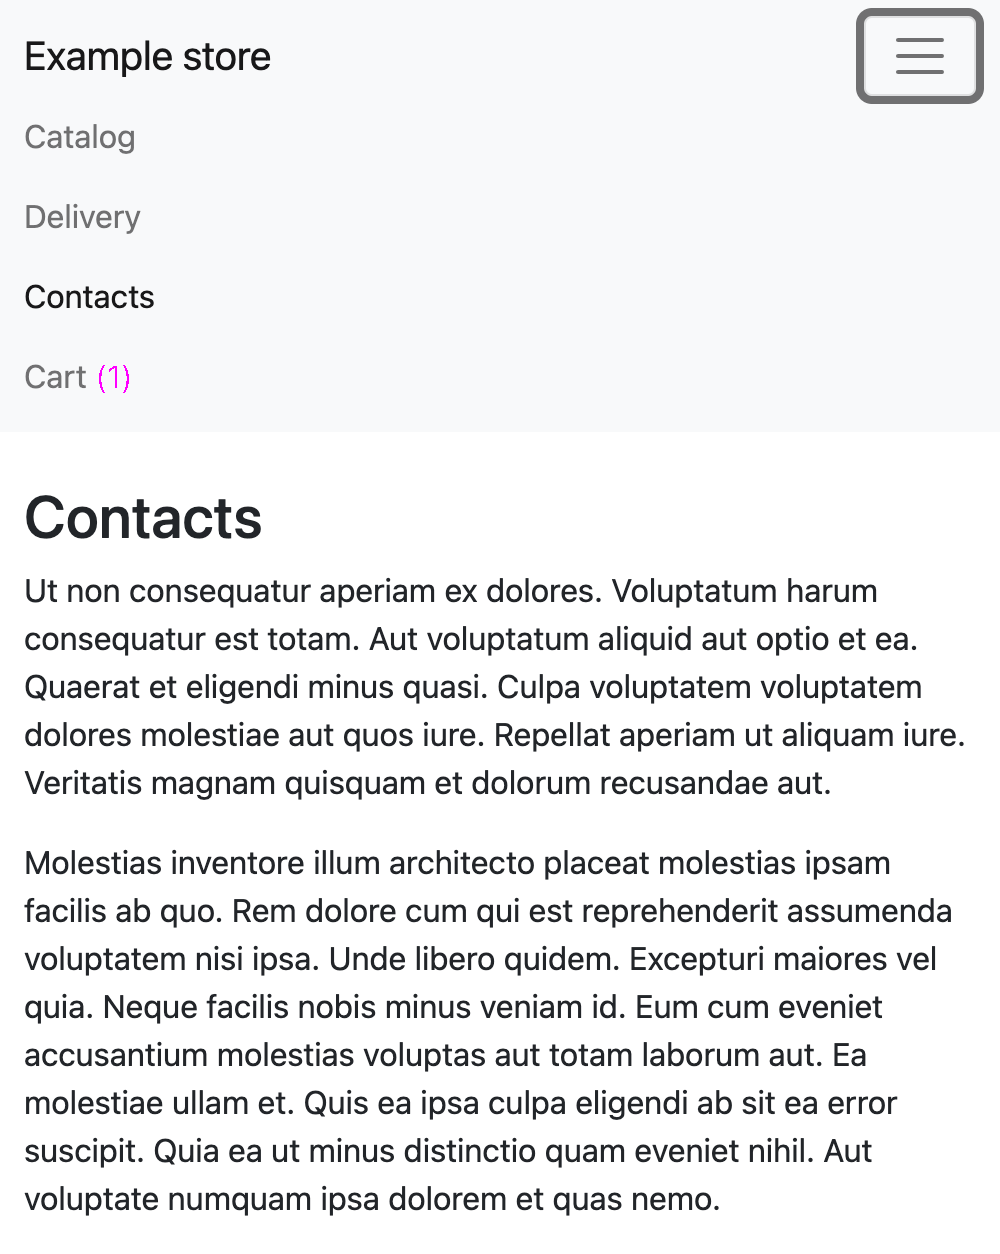 Example store
Catalog
Delivery
Contacts
Cart (1)
Contacts
Ut non consequatur aperiam ex dolores. Voluptatum harum
consequatur est totam. Aut voluptatum aliquid aut optio et ea.
Quaerat et eligendi minus quasi. Culpa voluptatem voluptatem
dolores molestiae aut quos iure. Repellat aperiam ut aliquam iure.
Veritatis magnam quisquam et dolorum recusandae aut.
Molestias inventore illum architecto placeat molestias ipsam
facilis ab quo. Rem dolore cum qui est reprehenderit assumenda
voluptatem nisi ipsa. Unde libero quidem. Excepturi maiores vel
quia. Neque facilis nobis minus veniam id. Eum cum eveniet
accusantium molestias voluptas aut totam laborum aut. Ea
molestiae ullam et. Quis ea ipsa culpa eligendi ab sit ea error
suscipit. Quia ea ut minus distinctio quam eveniet nihil. Aut
voluptate numquam ipsa dolorem et quas nemo.